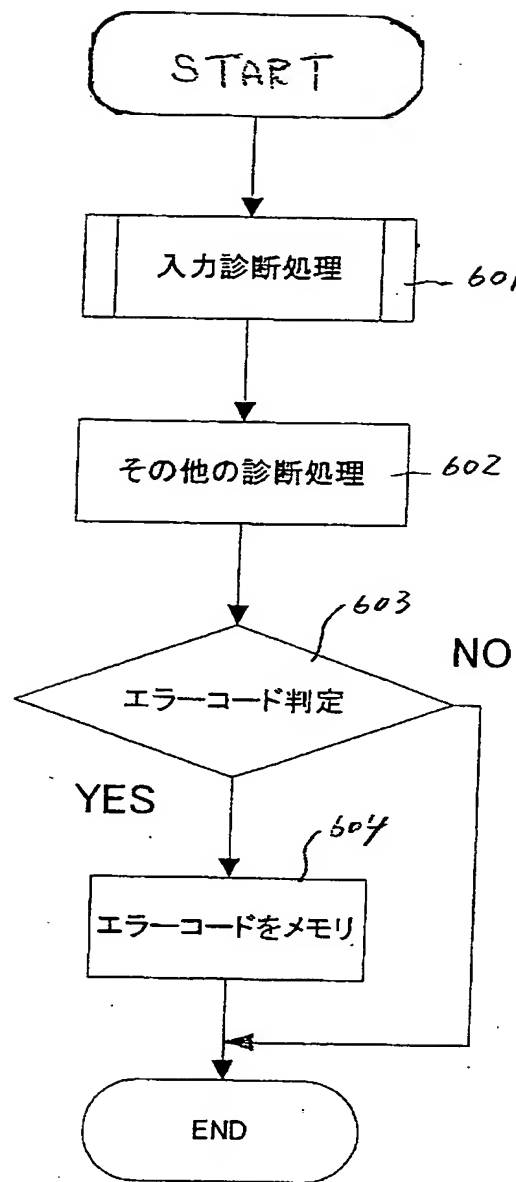 START
入力診断処理
601
その他の診断処理
602
603
エラーコード判定
NO
YES
604
エラーコードをメモリ
END